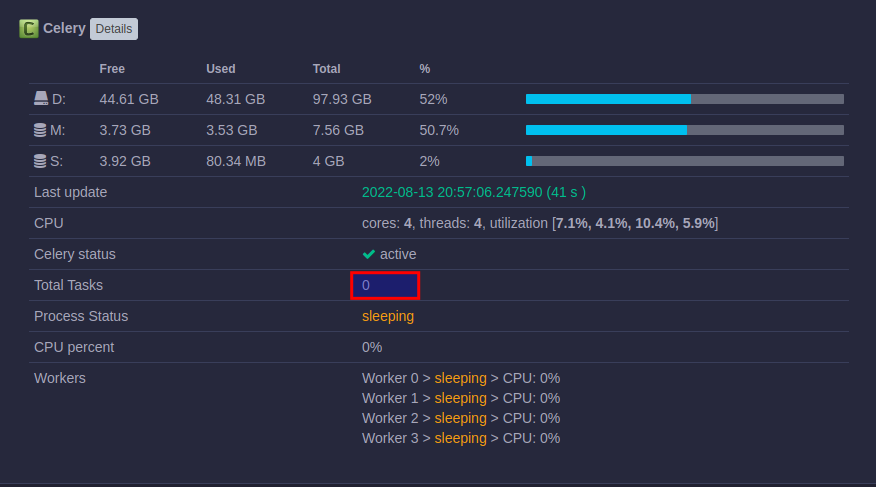 Celery Details
Free Used Total %
D: 44.61 GB 48.31 GB 97.93 GB 52%
M: 3.73 GB 3.53 GB 7.56 GB 50.7%
S: 3.92 GB 80.34 MB 4 GB 2%
Last update 2022-08-13 20:57:06.247590 (41 s )
CPU cores: 4, threads: 4, utilization [7.1%, 4.1%, 10.4%, 5.9%]
Celery status active
Total Tasks 0
Process Status sleeping
CPU percent 0%
Workers Worker 0 > sleeping > CPU: 0%
Worker 1 > sleeping > CPU: 0%
Worker 2 > sleeping > CPU: 0%
Worker 3 > sleeping > CPU: 0%